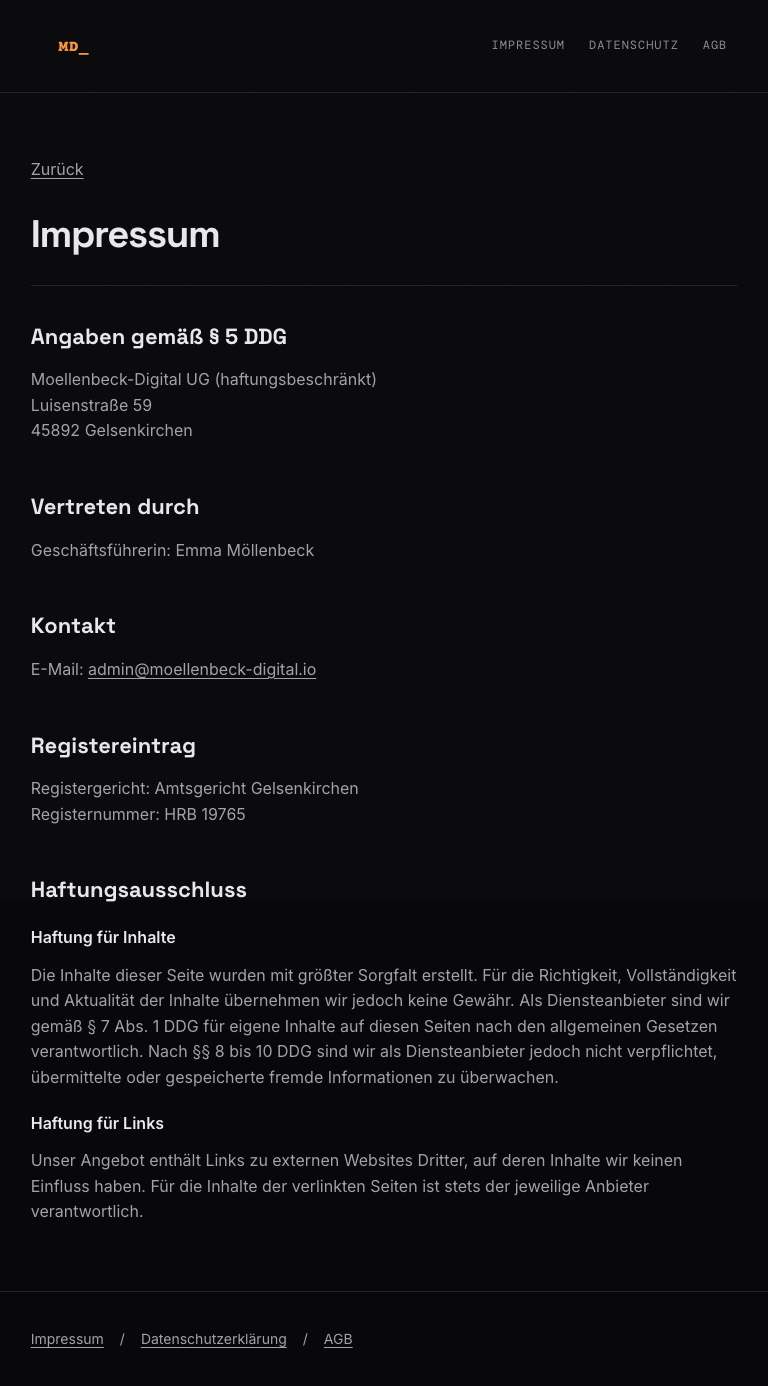 MD_
IMPRESSUM DATENSCHUTZ AGB
Zurück
Impressum
Angaben gemäß § 5 DDG
Moellenbeck-Digital UG (haftungsbeschränkt)
Luisenstraße 59
45892 Gelsenkirchen
Vertreten durch
Geschäftsführerin: Emma Möllenbeck
Kontakt
E-Mail: admin@moellenbeck-digital.io
Registereintrag
Registergericht: Amtsgericht Gelsenkirchen
Registernummer: HRB 19765
Haftungsausschluss
Haftung für Inhalte
Die Inhalte dieser Seite wurden mit größter Sorgfalt erstellt. Für die Richtigkeit, Vollständigkeit
und Aktualität der Inhalte übernehmen wir jedoch keine Gewähr. Als Diensteanbieter sind wir
gemäß § 7 Abs. 1 DDG für eigene Inhalte auf diesen Seiten nach den allgemeinen Gesetzen
verantwortlich. Nach §§ 8 bis 10 DDG sind wir als Diensteanbieter jedoch nicht verpflichtet,
übermittelte oder gespeicherte fremde Informationen zu überwachen.
Haftung für Links
Unser Angebot enthält Links zu externen Websites Dritter, auf deren Inhalte wir keinen
Einfluss haben. Für die Inhalte der verlinkten Seiten ist stets der jeweilige Anbieter
verantwortlich.
Impressum / Datenschutzerklärung / AGB